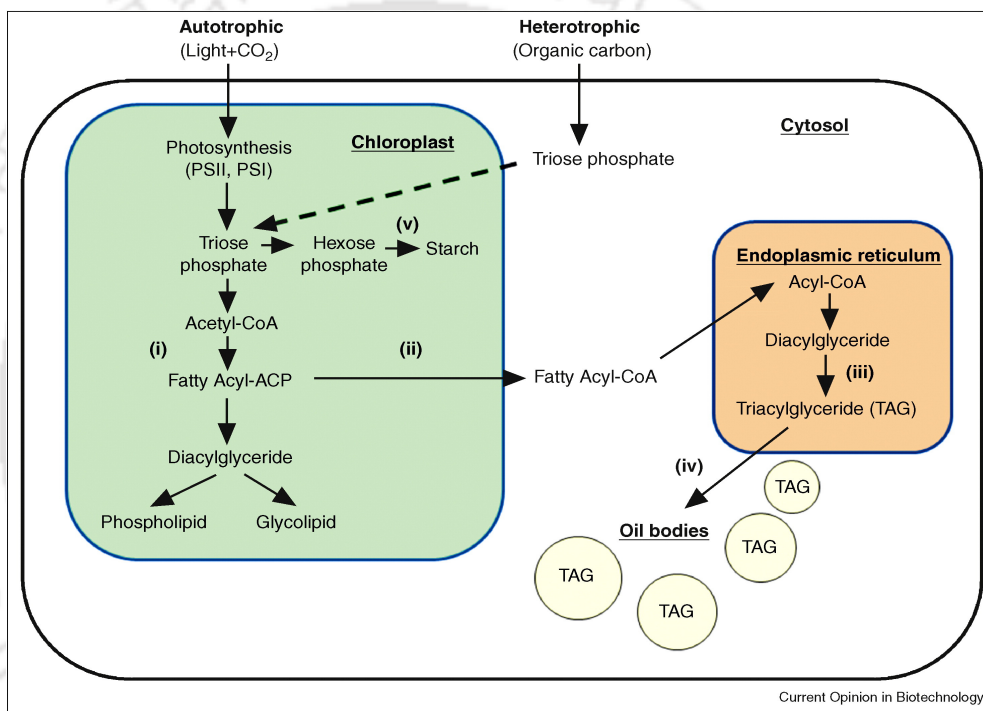 Autotrophic
(Light+CO2)
Heterotrophic
(Organic carbon)
Chloroplast
Cytosol
Photosynthesis
(PSII, PSI)
Triose phosphate
Triose
phosphate
Hexose
phosphate
(v)
Starch
Acetyl-CoA
(i)
Fatty Acyl-ACP
(ii)
Fatty Acyl-CoA
Diacylglyceride
Phospholipid
Glycolipid
Endoplasmic reticulum
Acyl-CoA
Diacylglyceride
(iii)
Triacylglyceride (TAG)
(iv)
Oil bodies
TAG
TAG
TAG
TAG
Current Opinion in Biotechnology